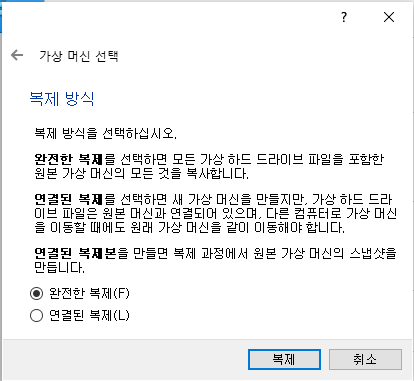 ?
가상 머신 선택
복제 방식
복제 방식을 선택하십시오.
완전한 복제를 선택하면 모든 가상 하드 드라이브 파일을 포함한
원본 가상 머신의 모든 것을 복사합니다.
연결된 복제를 선택하면 새 가상 머신을 만들지만, 가상 하드 드라
이브 파일은 원본 머신과 연결되어 있으며, 다른 컴퓨터로 가상 머신
을 이동할 때에도 원래 가상 머신을 같이 이동해야 합니다.
연결된 복제본을 만들면 복제 과정에서 원본 가상 머신의 스냅샷을
만듭니다.
완전한 복제(F)
연결된 복제(L)
복제 취소